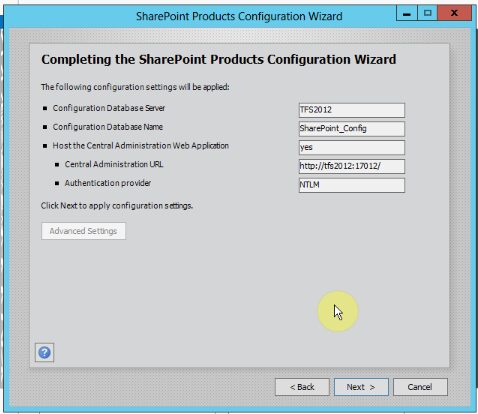 SharePoint Products Configuration Wizard
Completing the SharePoint Products Configuration Wizard
The following configuration settings will be applied:
Configuration Database Server TFS2012
Configuration Database Name SharePoint_Config
Host the Central Administration Web Application yes
Central Administration URL http://tfs2012:17012/
Authentication provider NTLM
Click Next to apply configuration settings.
Advanced Settings
?
< Back Next > Cancel